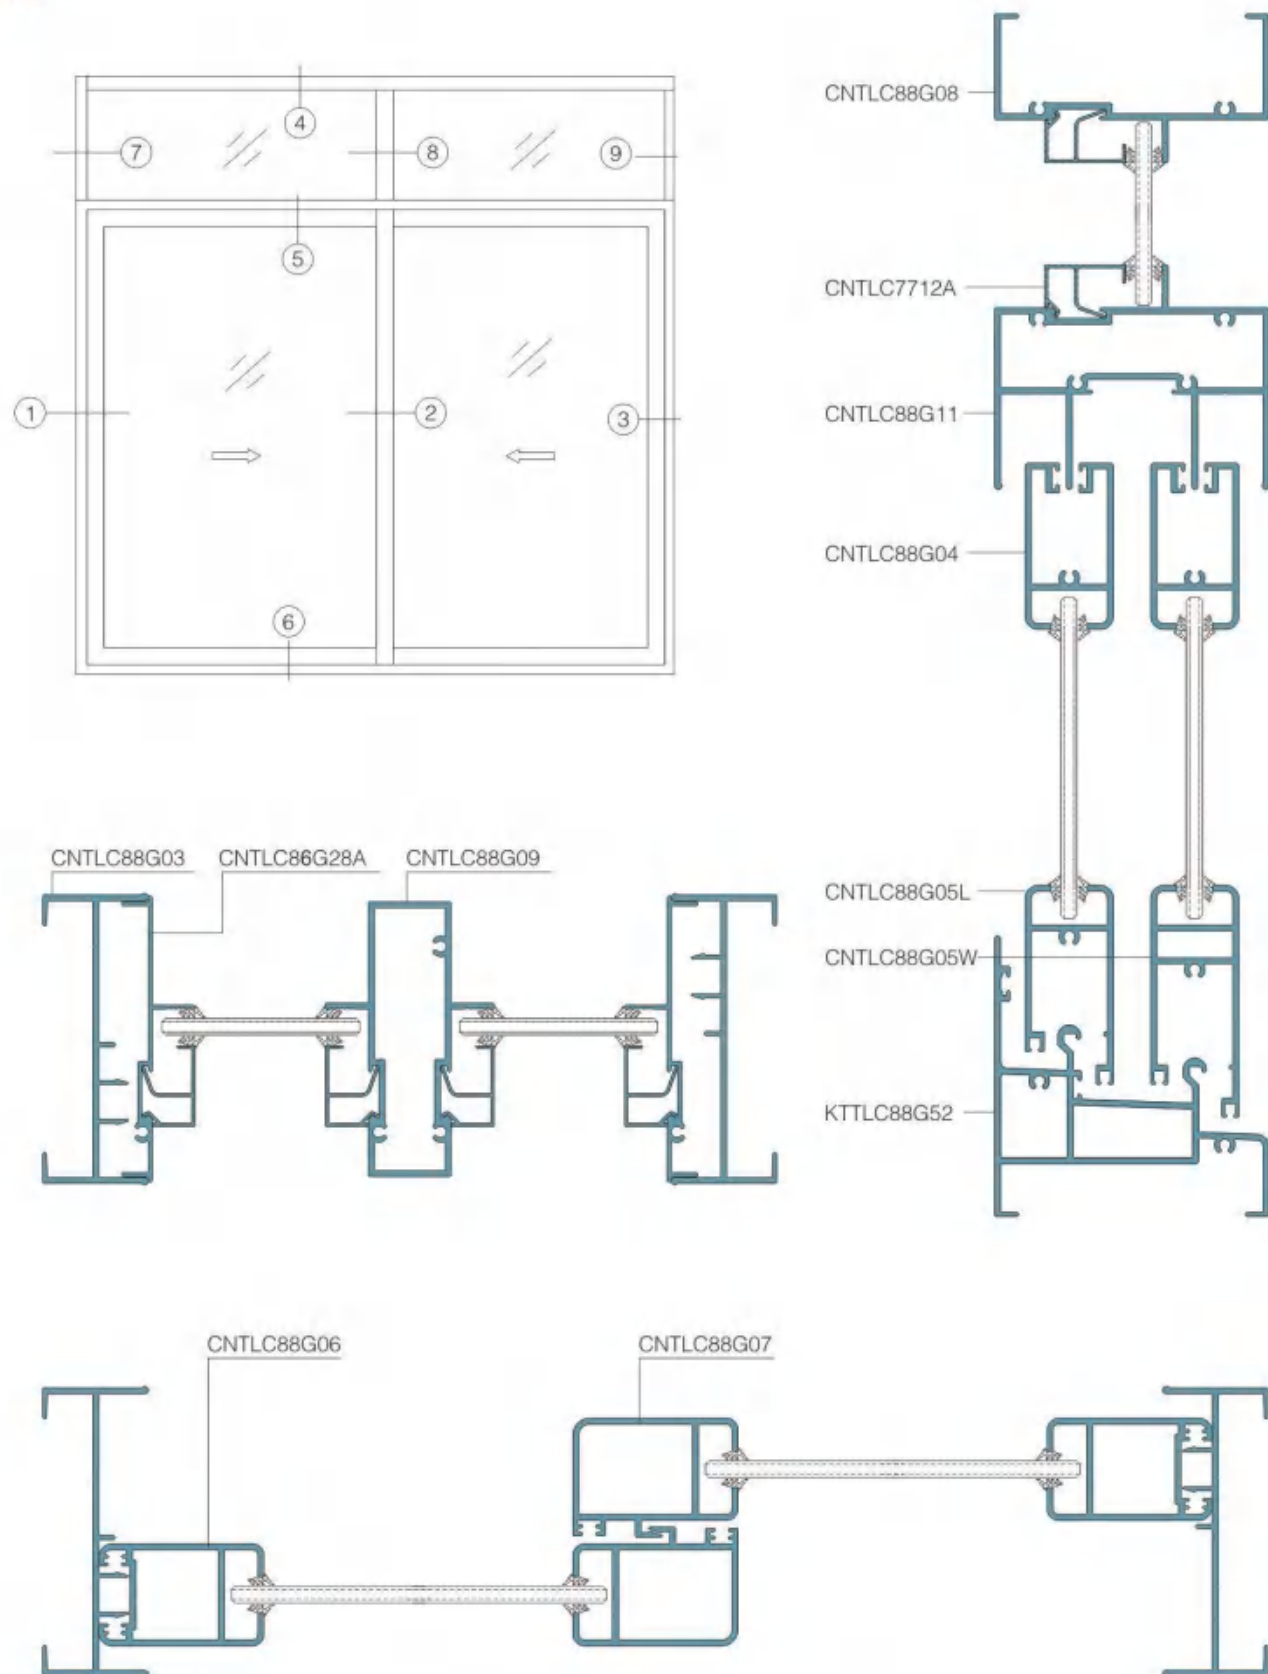 4
7
8
9
5
1
2
3
6
CNTLC88G08
CNTLC7712A
CNTLC88G11
CNTLC88G04
CNTLC88G05L
CNTLC88G05W
KTTLC88G52
CNTLC88G03 CNTLC86G28A CNTLC88G09
CNTLC88G06 CNTLC88G07